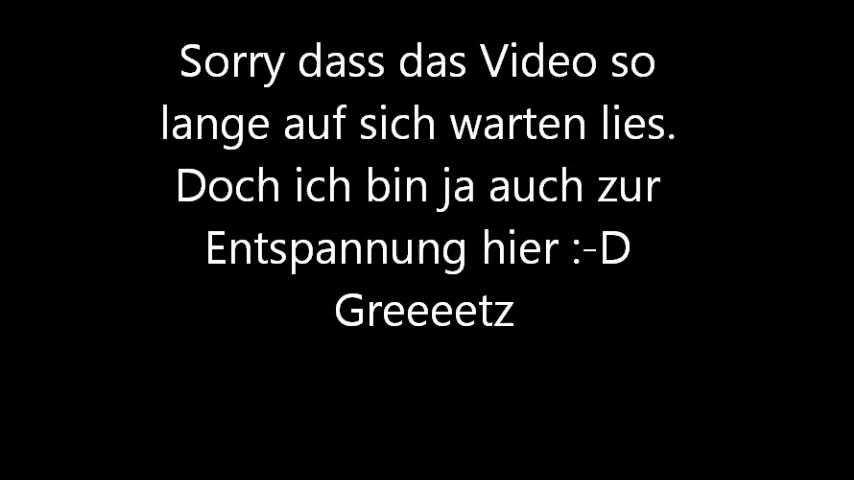 Sorry dass das Video so
lange auf sich warten lies.
Doch ich bin ja auch zur
Entspannung hier :-D
Greeeetz